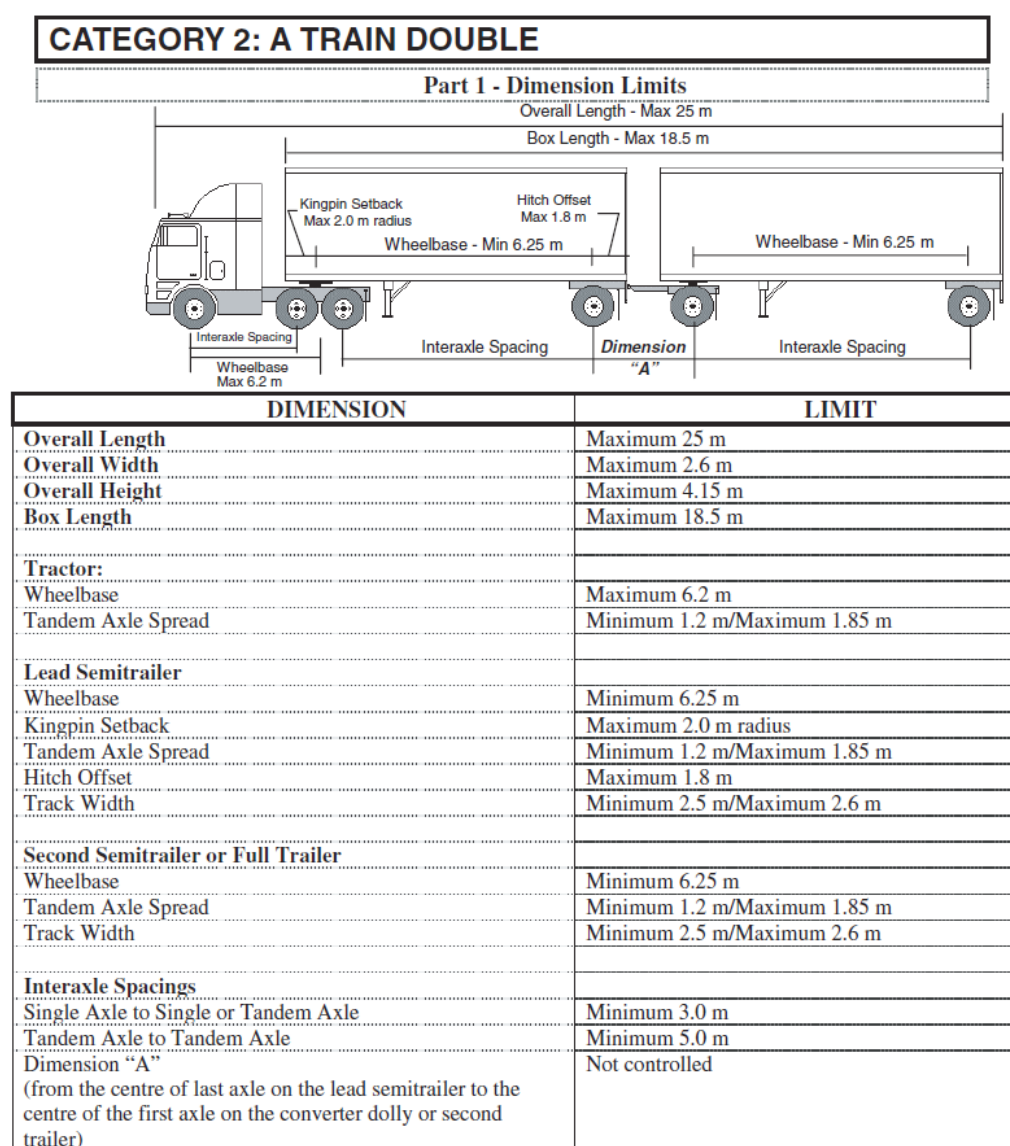 CATEGORY 2: A TRAIN DOUBLE
Part 1 - Dimension Limits
Overall Length - Max 25 m
Box Length - Max 18.5 m
Kingpin Setback
Max 2.0 m radius
Hitch Offset
Max 1.8 m
Wheelbase - Min 6.25 m
Wheelbase - Min 6.25 m
Interaxle Spacing
Wheelbase
Max 6.2 m
Interaxle Spacing
Dimension
“A”
Interaxle Spacing
DIMENSION LIMIT
Overall Length Maximum 25 m
Overall Width Maximum 2.6 m
Overall Height Maximum 4.15 m
Box Length Maximum 18.5 m
Tractor:
Wheelbase Maximum 6.2 m
Tandem Axle Spread Minimum 1.2 m/Maximum 1.85 m
Lead Semitrailer
Wheelbase Minimum 6.25 m
Kingpin Setback Maximum 2.0 m radius
Tandem Axle Spread Minimum 1.2 m/Maximum 1.85 m
Hitch Offset Maximum 1.8 m
Track Width Minimum 2.5 m/Maximum 2.6 m
Second Semitrailer or Full Trailer
Wheelbase Minimum 6.25 m
Tandem Axle Spread Minimum 1.2 m/Maximum 1.85 m
Track Width Minimum 2.5 m/Maximum 2.6 m
Interaxle Spacings
Single Axle to Single or Tandem Axle Minimum 3.0 m
Tandem Axle to Tandem Axle Minimum 5.0 m
Dimension “A” Not controlled
(from the centre of last axle on the lead semitrailer to the
centre of the first axle on the converter dolly or second
trailer)